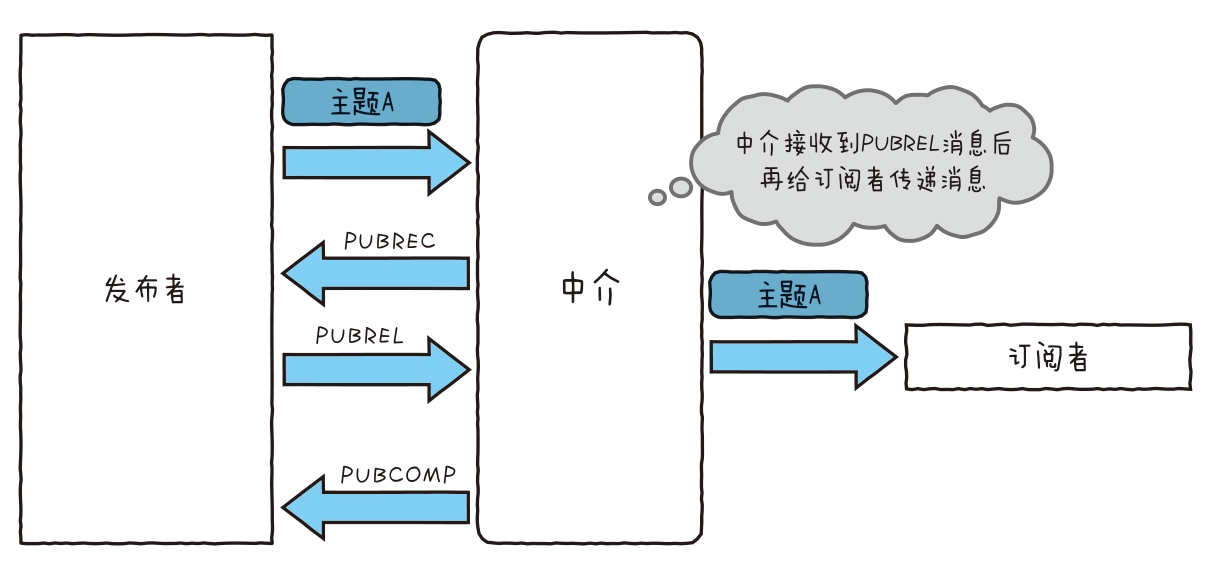 主题A
中介接收到PUBREL消息后
再给订阅者传递消息
PUBREC
发布者
中介
主题A
PUBREL
订阅者
PUBCOMP